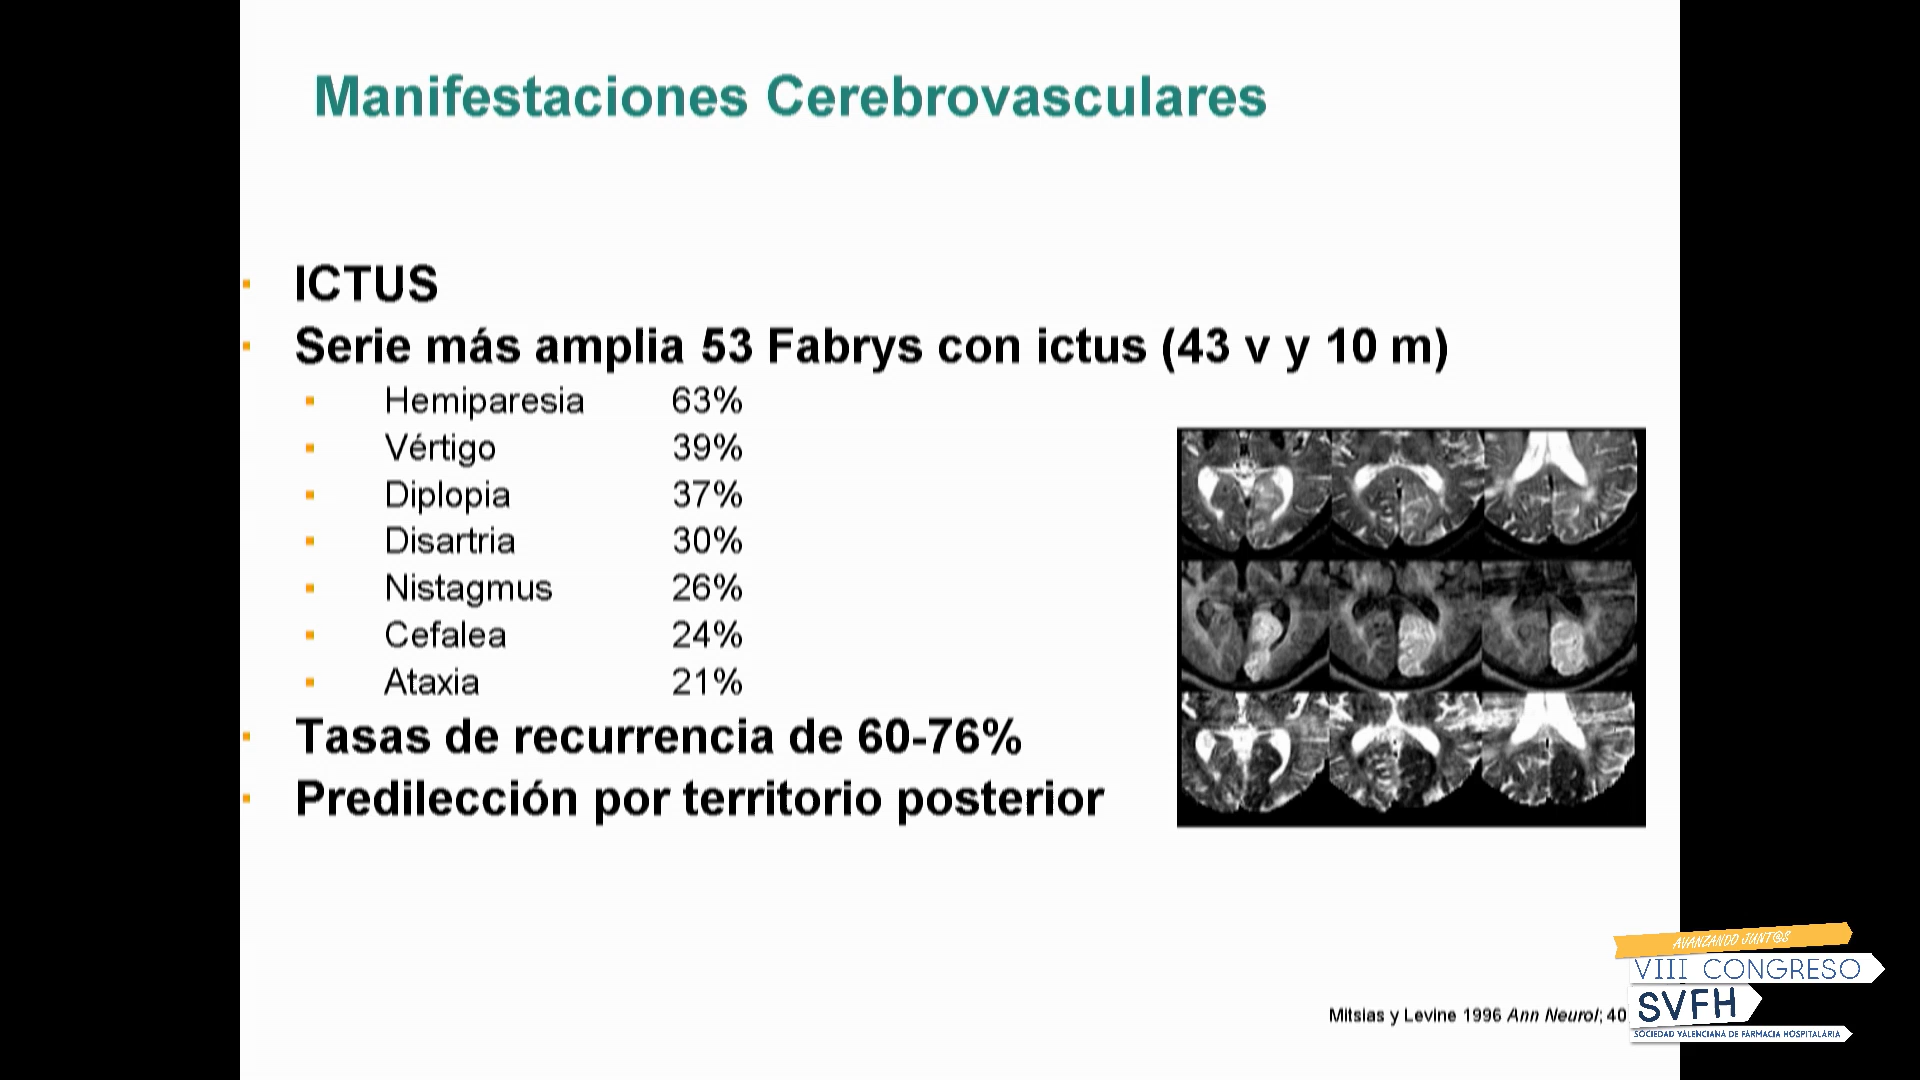 Manifestaciones Cerebrovasculares
ICTUS
Serie más amplia 53 Fabrys con ictus (43 v y 10 m)
Hemiparesia 63%
Vértigo 39%
Diplopia 37%
Disartria 30%
Nistagmus 26%
Cefalea 24%
Ataxia 21%
Tasas de recurrencia de 60-76%
Predilección por territorio posterior
Mitsias y Levine 1996 Ann Neurol; 40
AVANZANDO JUNT@S
VIII CONGRESO
SVFH
SOCIEDAD VALENCIANA DE FARMACIA HOSPITALARIA